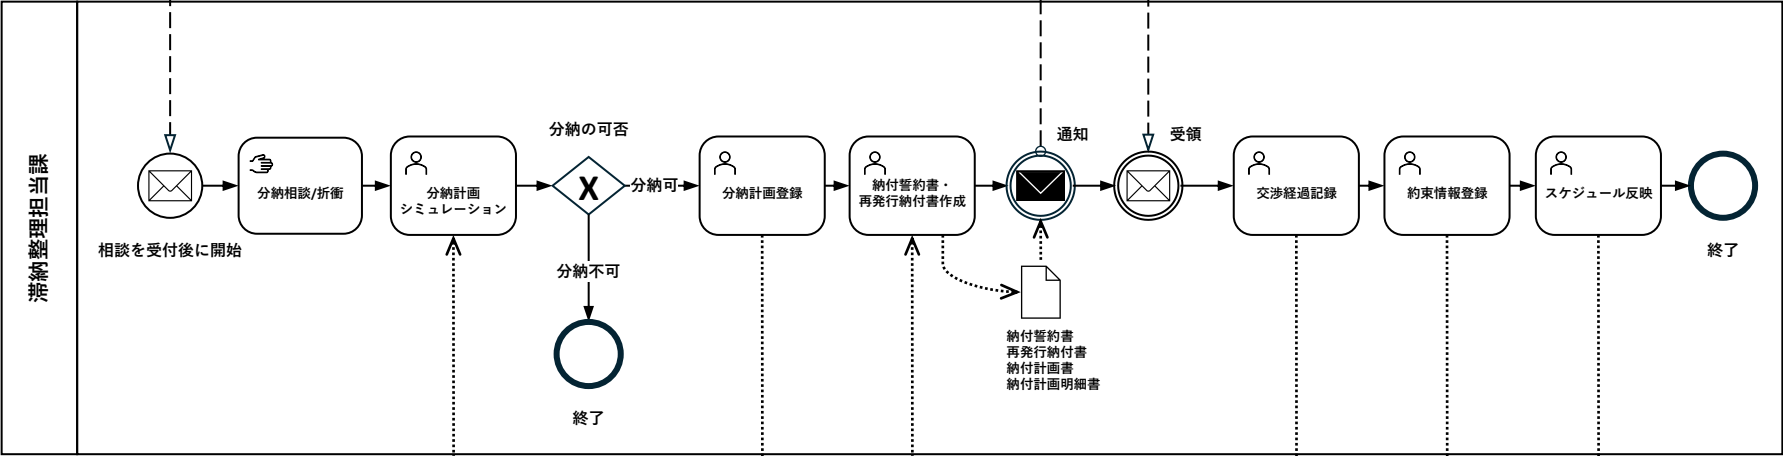 滞納整理担当課
相談を受付後に開始
分納相談/折衝
分納計画
シミュレーション
分納の可否
X
分納可
分納不可
終了
分納計画登録
納付誓約書・
再発行納付書作成
通知
納付誓約書
再発行納付書
納付計画書
納付計画明細書
受領
交渉経過記録
約束情報登録
スケジュール反映
終了